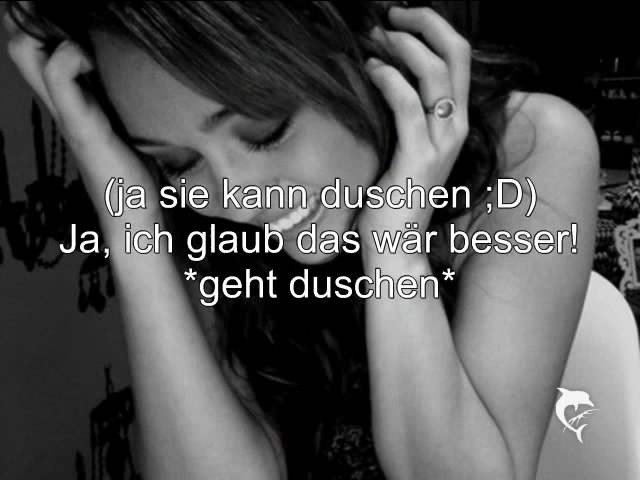 (ja sie kann duschen ;D)
Ja, ich glaub das wär besser!
*geht duschen*